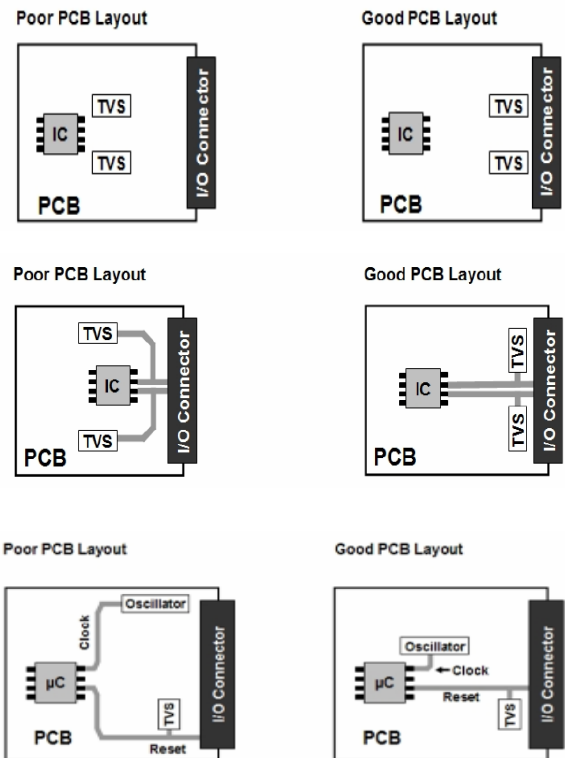 Poor PCB Layout
Good PCB Layout
TVS
IC
TVS
I/O Connector
PCB
TVS
IC
TVS
I/O Connector
PCB
Poor PCB Layout
Good PCB Layout
TVS
IC
TVS
I/O Connector
PCB
TVS
IC
TVS
I/O Connector
PCB
Poor PCB Layout
Good PCB Layout
Oscillator
Clock
µC
TVS
I/O Connector
PCB
Reset
Oscillator
Clock
µC
Reset
TVS
I/O Connector
PCB